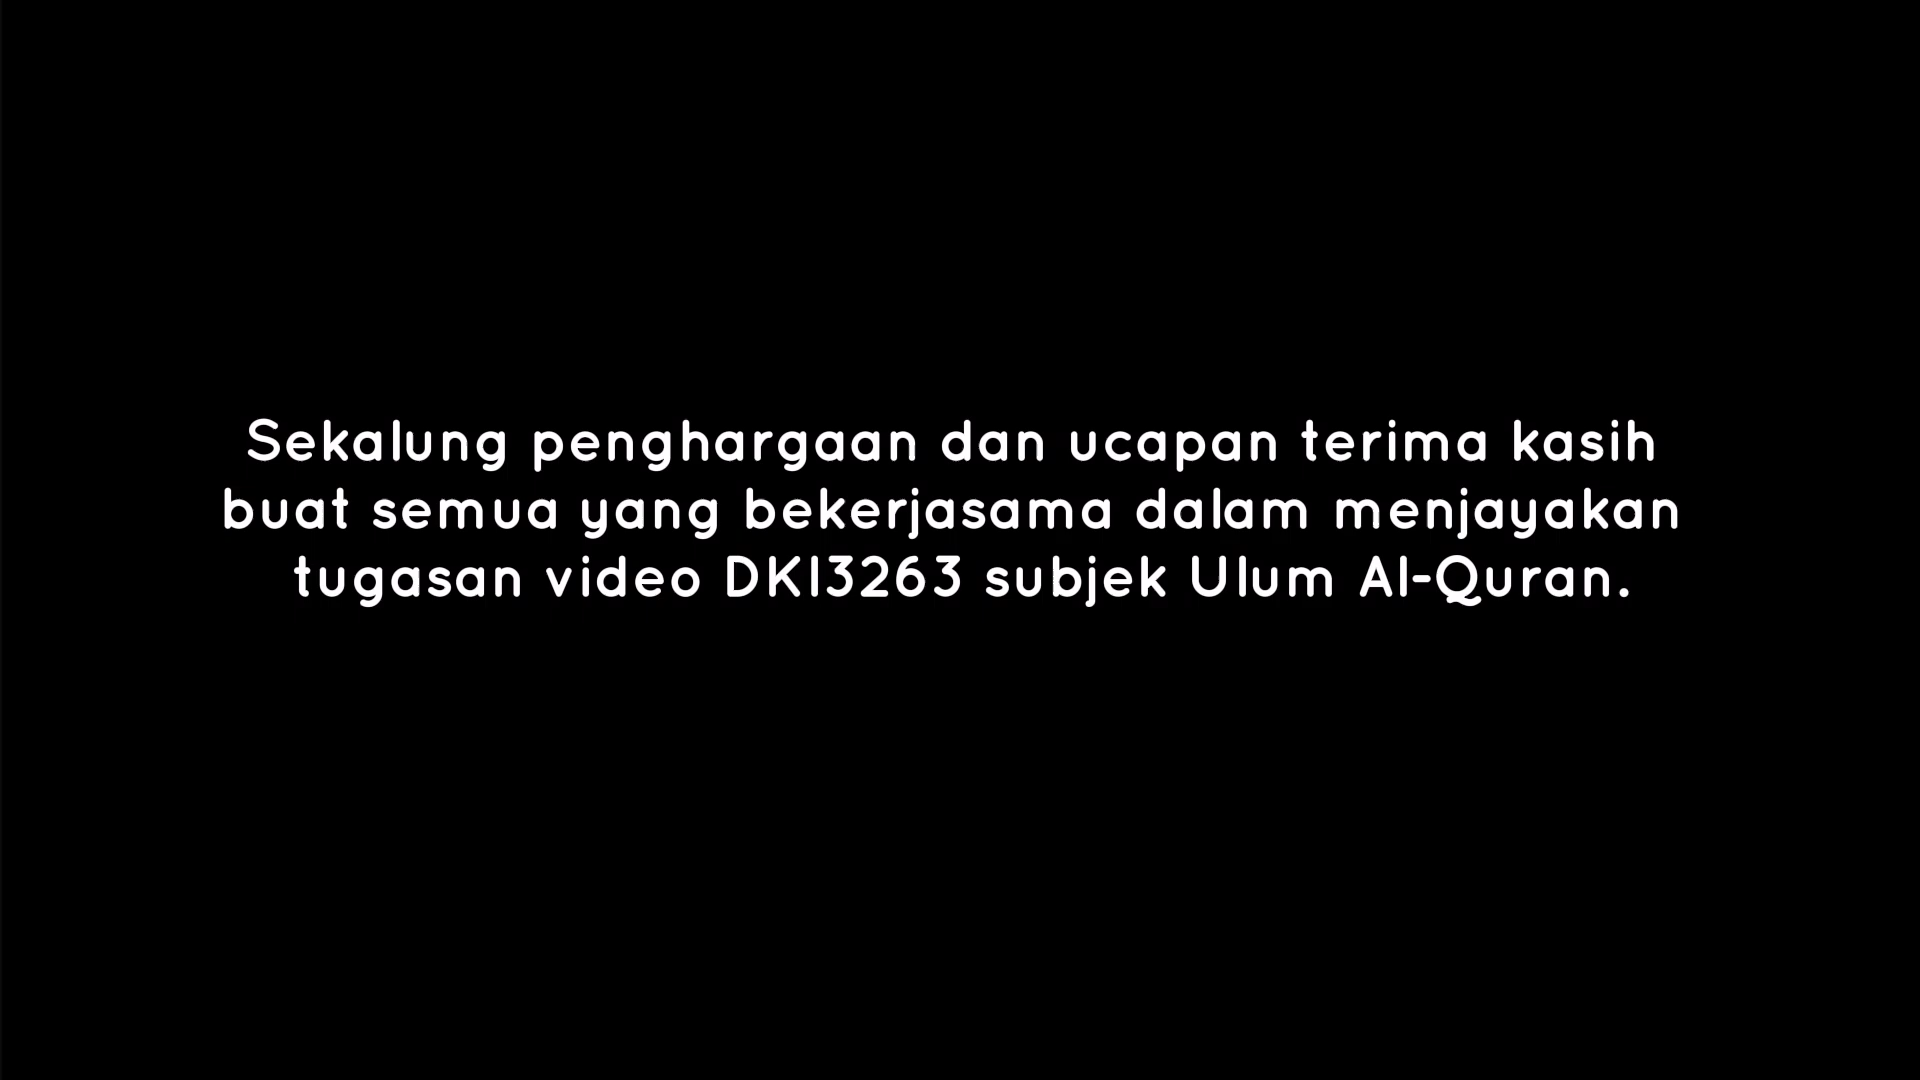 Sekalung penghargaan dan ucapan terima kasih
buat semua yang bekerjasama dalam menjayakan
tugasan video DKI3263 subjek Ulum Al-Quran.